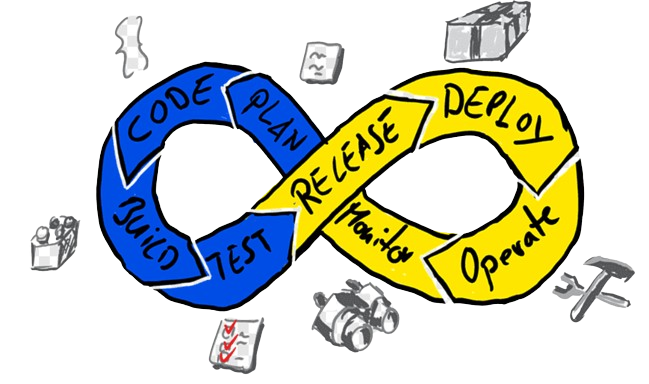 CODE
PLAN
RELEASE
DEPLOY
BUILD
TEST
Monitor
Operate